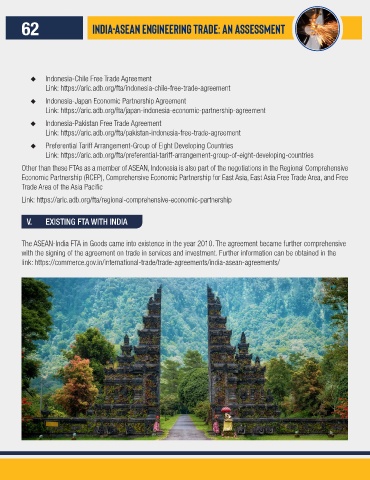 62
INDIA-ASEAN ENGINEERING TRADE: AN ASSESSMENT
◆ Indonesia-Chile Free Trade Agreement
Link: https://aric.adb.org/fta/indonesia-chile-free-trade-agreement
◆ Indonesia-Japan Economic Partnership Agreement
Link: https://aric.adb.org/fta/japan-indonesia-economic-partnership-agreement
◆ Indonesia-Pakistan Free Trade Agreement
Link: https://aric.adb.org/fta/pakistan-indonesia-free-trade-agreement
◆ Preferential Tariff Arrangement-Group of Eight Developing Countries
Link: https://aric.adb.org/fta/preferential-tariff-arrangement-group-of-eight-developing-countries
Other than these FTAs as a member of ASEAN, Indonesia is also part of the negotiations in the Regional Comprehensive
Economic Partnership (RCEP), Comprehensive Economic Partnership for East Asia, East Asia Free Trade Area, and Free
Trade Area of the Asia Pacific
Link: https://aric.adb.org/fta/regional-comprehensive-economic-partnership
V. EXISTING FTA WITH INDIA
The ASEAN-India FTA in Goods came into existence in the year 2010. The agreement became further comprehensive
with the signing of the agreement on trade in services and investment. Further information can be obtained in the
link: https://commerce.gov.in/international-trade/trade-agreements/india-asean-agreements/